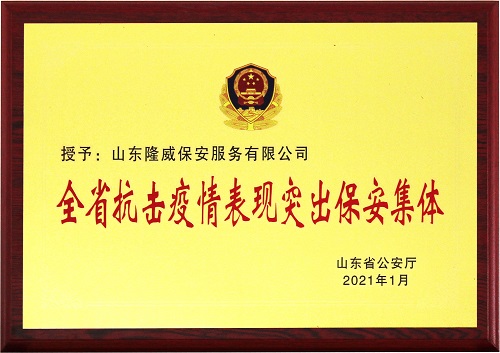 授予：山东隆威保安服务有限公司
全省抗击疫情表现突出保安集体
山东省公安厅
2021年1月